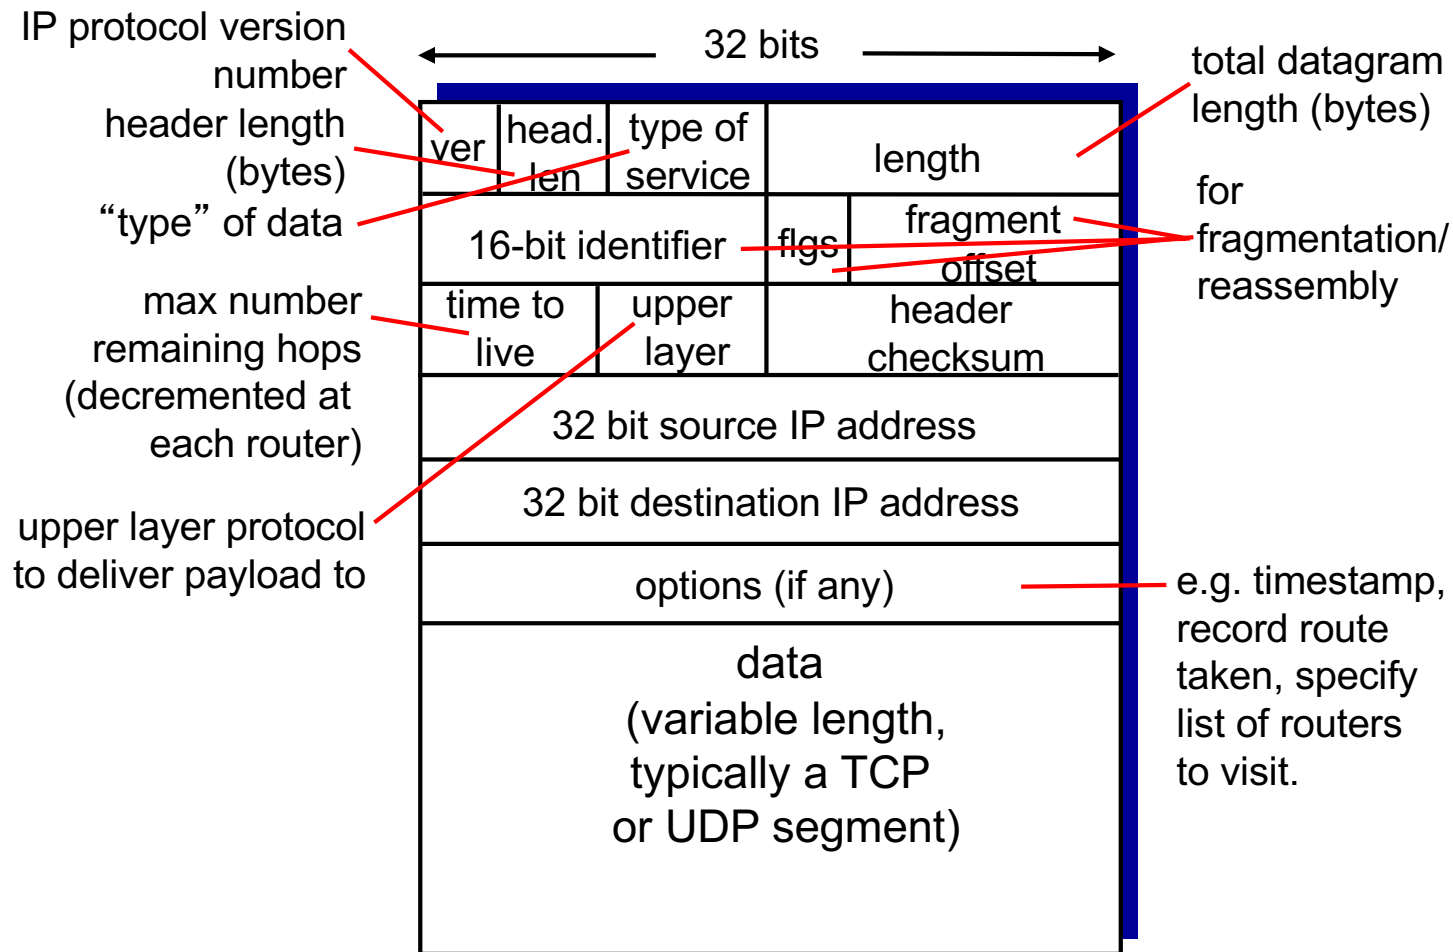 IP protocol version
number
header length
(bytes)
“type” of data
max number
remaining hops
(decremented at
each router)
upper layer protocol
to deliver payload to
32 bits
ver
head.
len
type of
service
length
16-bit identifier
flgs
fragment
offset
time to
live
upper
layer
header
checksum
32 bit source IP address
32 bit destination IP address
options (if any)
data
(variable length,
typically a TCP
or UDP segment)
total datagram
length (bytes)
for
fragmentation/
reassembly
e.g. timestamp,
record route
taken, specify
list of routers
to visit.